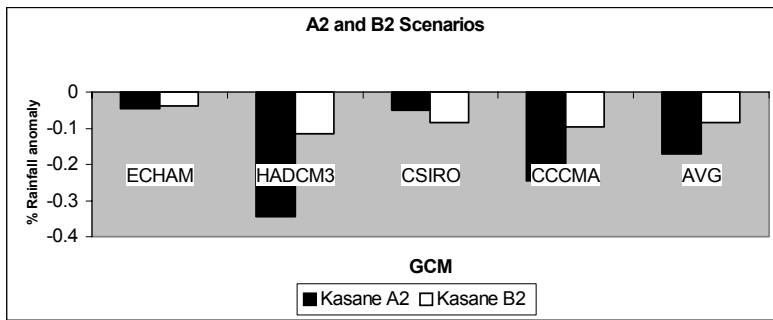 A2 and B2 Scenarios
% Rainfall anomaly
0
-0.1
-0.2
-0.3
-0.4
ECHAM HADCM3 CSIRO CCCMA AVG
GCM
Kasane A2 Kasane B2